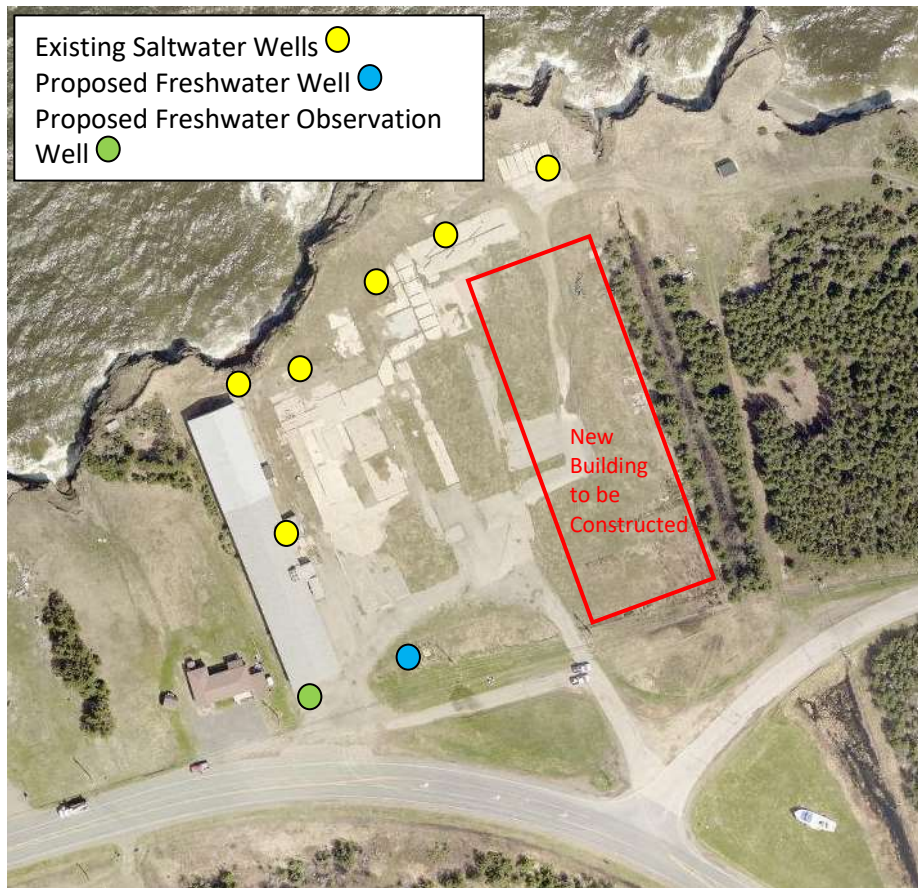 Existing Saltwater Wells
Proposed Freshwater Well
Proposed Freshwater Observation
Well
New
Building
to be
Constructed